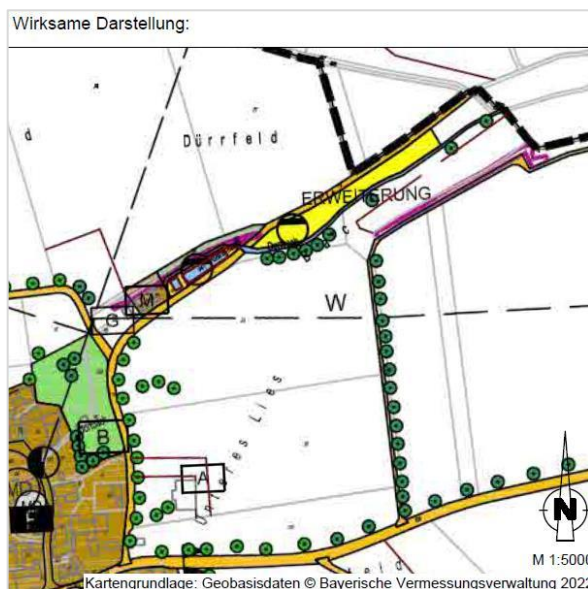 Wirksame Darstellung:
d
Dürrfeld
ERWEITERUNG
M
G
W
B
A
N
M 1:5000
Kartengrundlage: Geobasisdaten © Bayerische Vermessungsverwaltung 2022